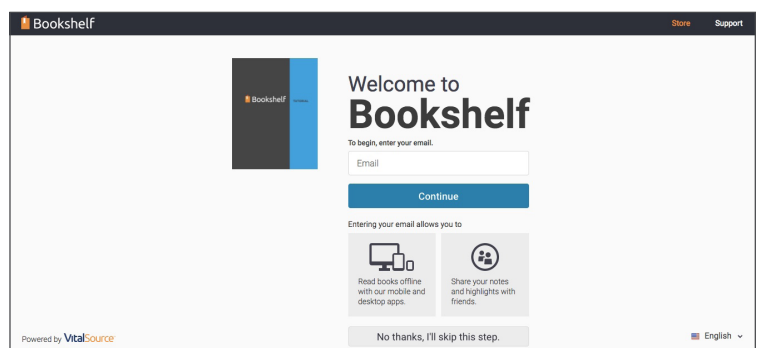 Bookshelf
Store Support
Bookshelf
Welcome to
Bookshelf
To begin, enter your email.
Email
Continue
Entering your email allows you to
Read books offline
with our mobile and
desktop apps.
Share your notes
and highlights with
friends.
No thanks, I'll skip this step.
Powered by VitalSource
English